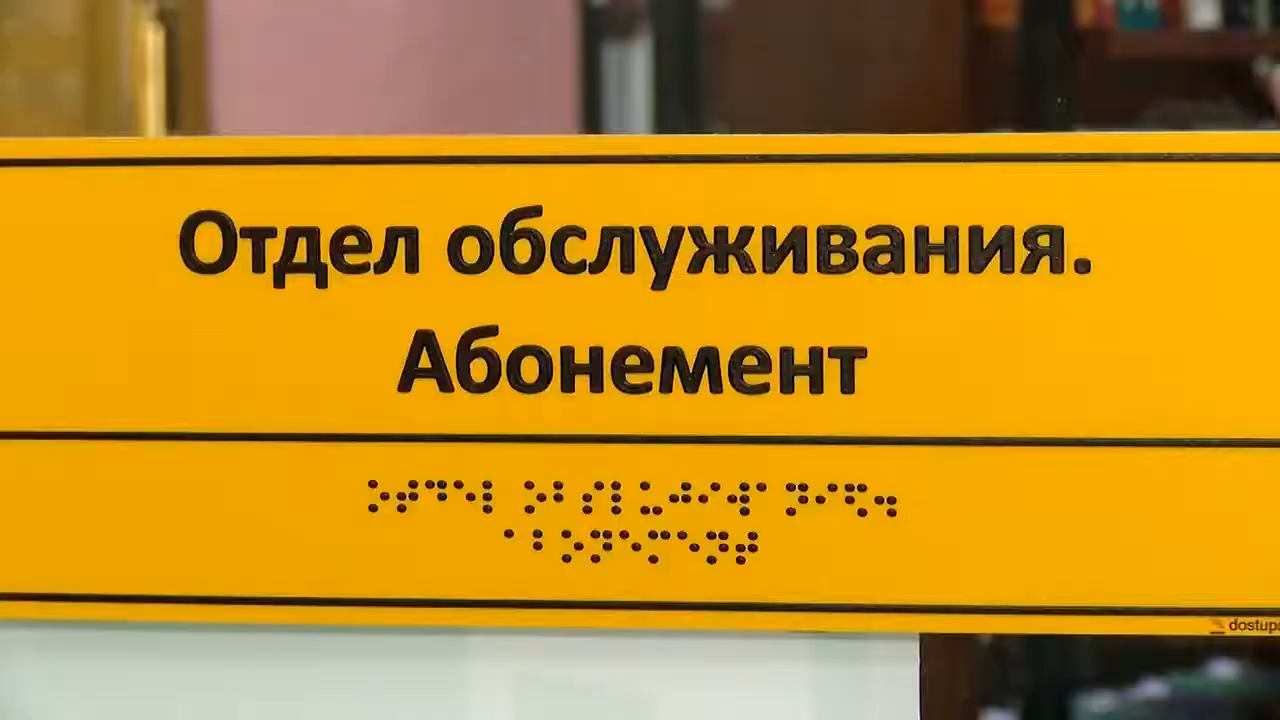 Отдел обслуживания.
Абонемент